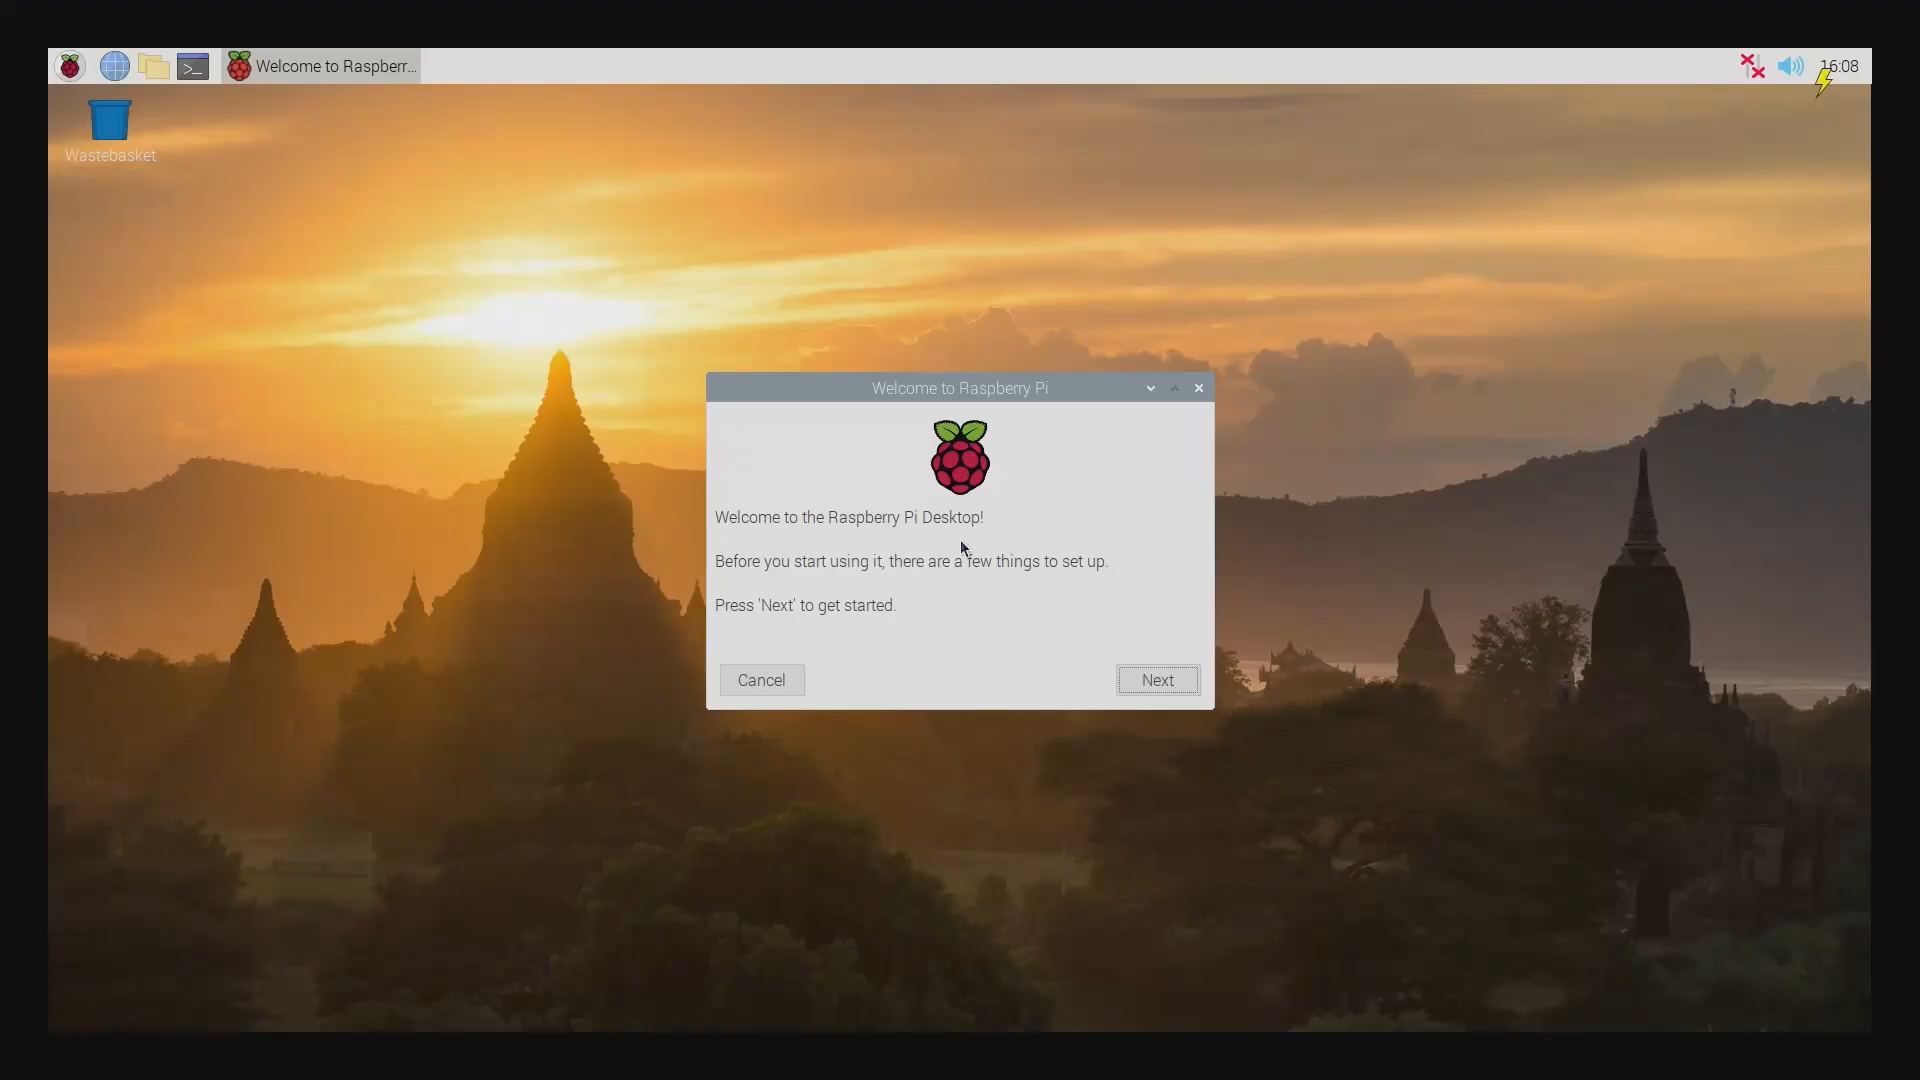 Welcome to Raspberr...
16:08
Wastebasket
Welcome to Raspberry Pi
Welcome to the Raspberry Pi Desktop!
Before you start using it, there are a few things to set up.
Press 'Next' to get started.
Cancel
Next